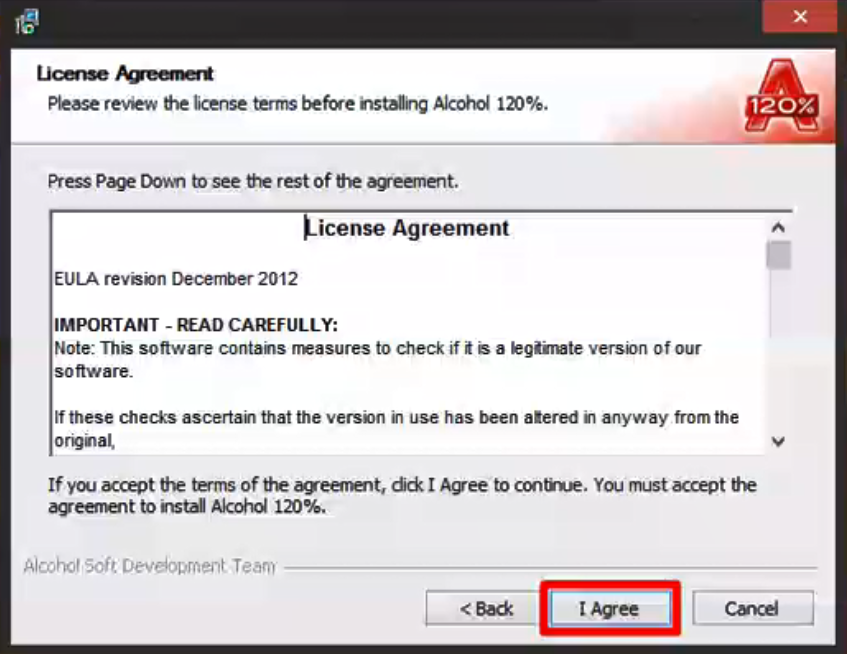 License Agreement
Please review the license terms before installing Alcohol 120%.
120%
Press Page Down to see the rest of the agreement.
License Agreement
EULA revision December 2012
IMPORTANT - READ CAREFULLY:
Note: This software contains measures to check if it is a legitimate version of our
software.
If these checks ascertain that the version in use has been altered in anyway from the
original,
If you accept the terms of the agreement, click I Agree to continue. You must accept the
agreement to install Alcohol 120%.
Alcohol Soft Development Team
< Back
I Agree
Cancel